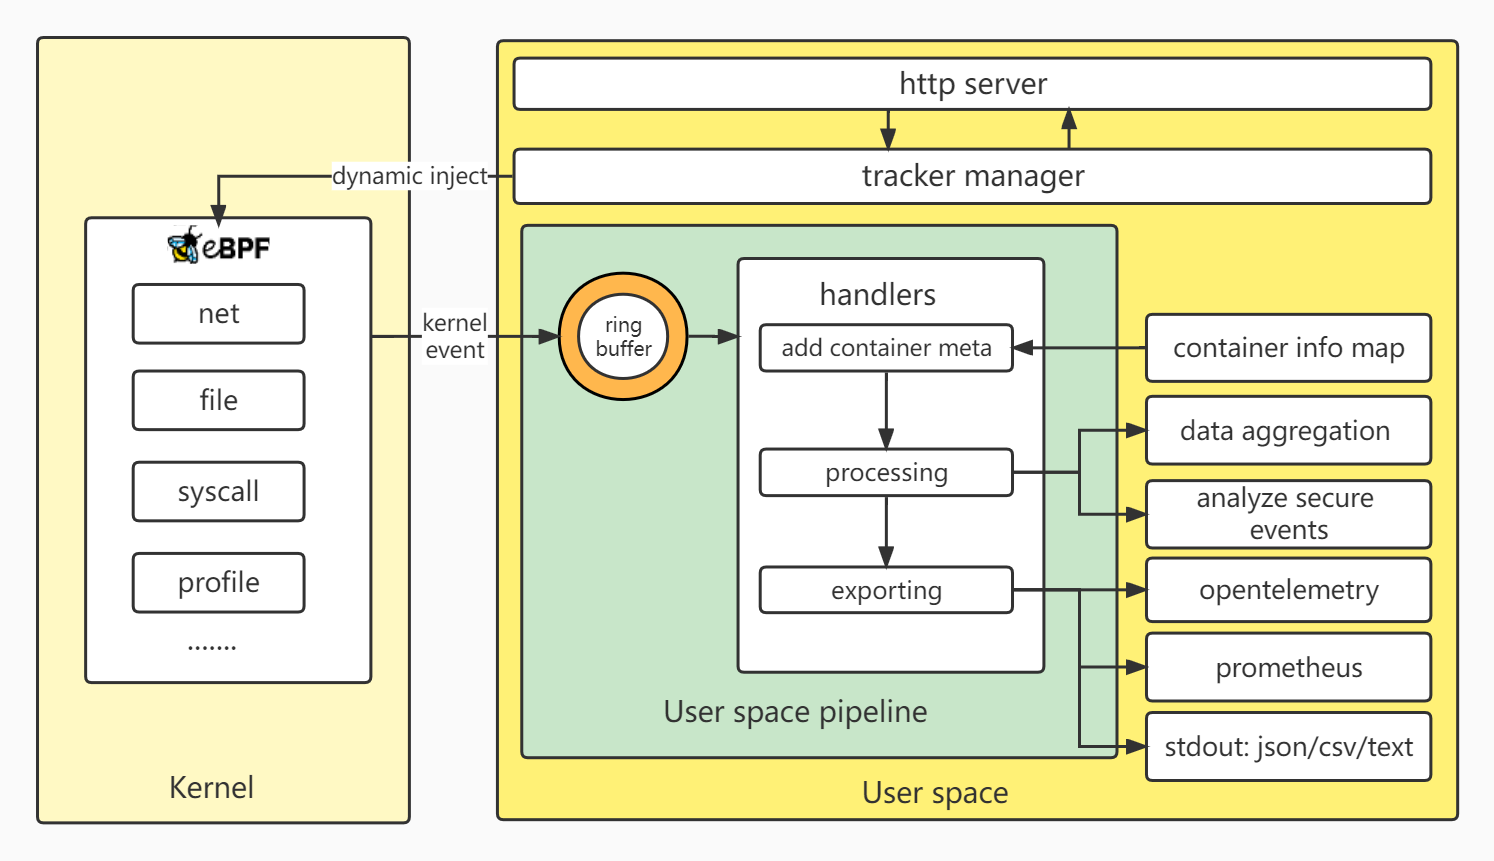 http server
tracker manager
dynamic inject
eBPF
net
file
syscall
profile
.......
Kernel
kernel
event
ring
buffer
handlers
add container meta
processing
exporting
User space pipeline
container info map
data aggregation
analyze secure
events
opentelemetry
prometheus
stdout: json/csv/text
User space